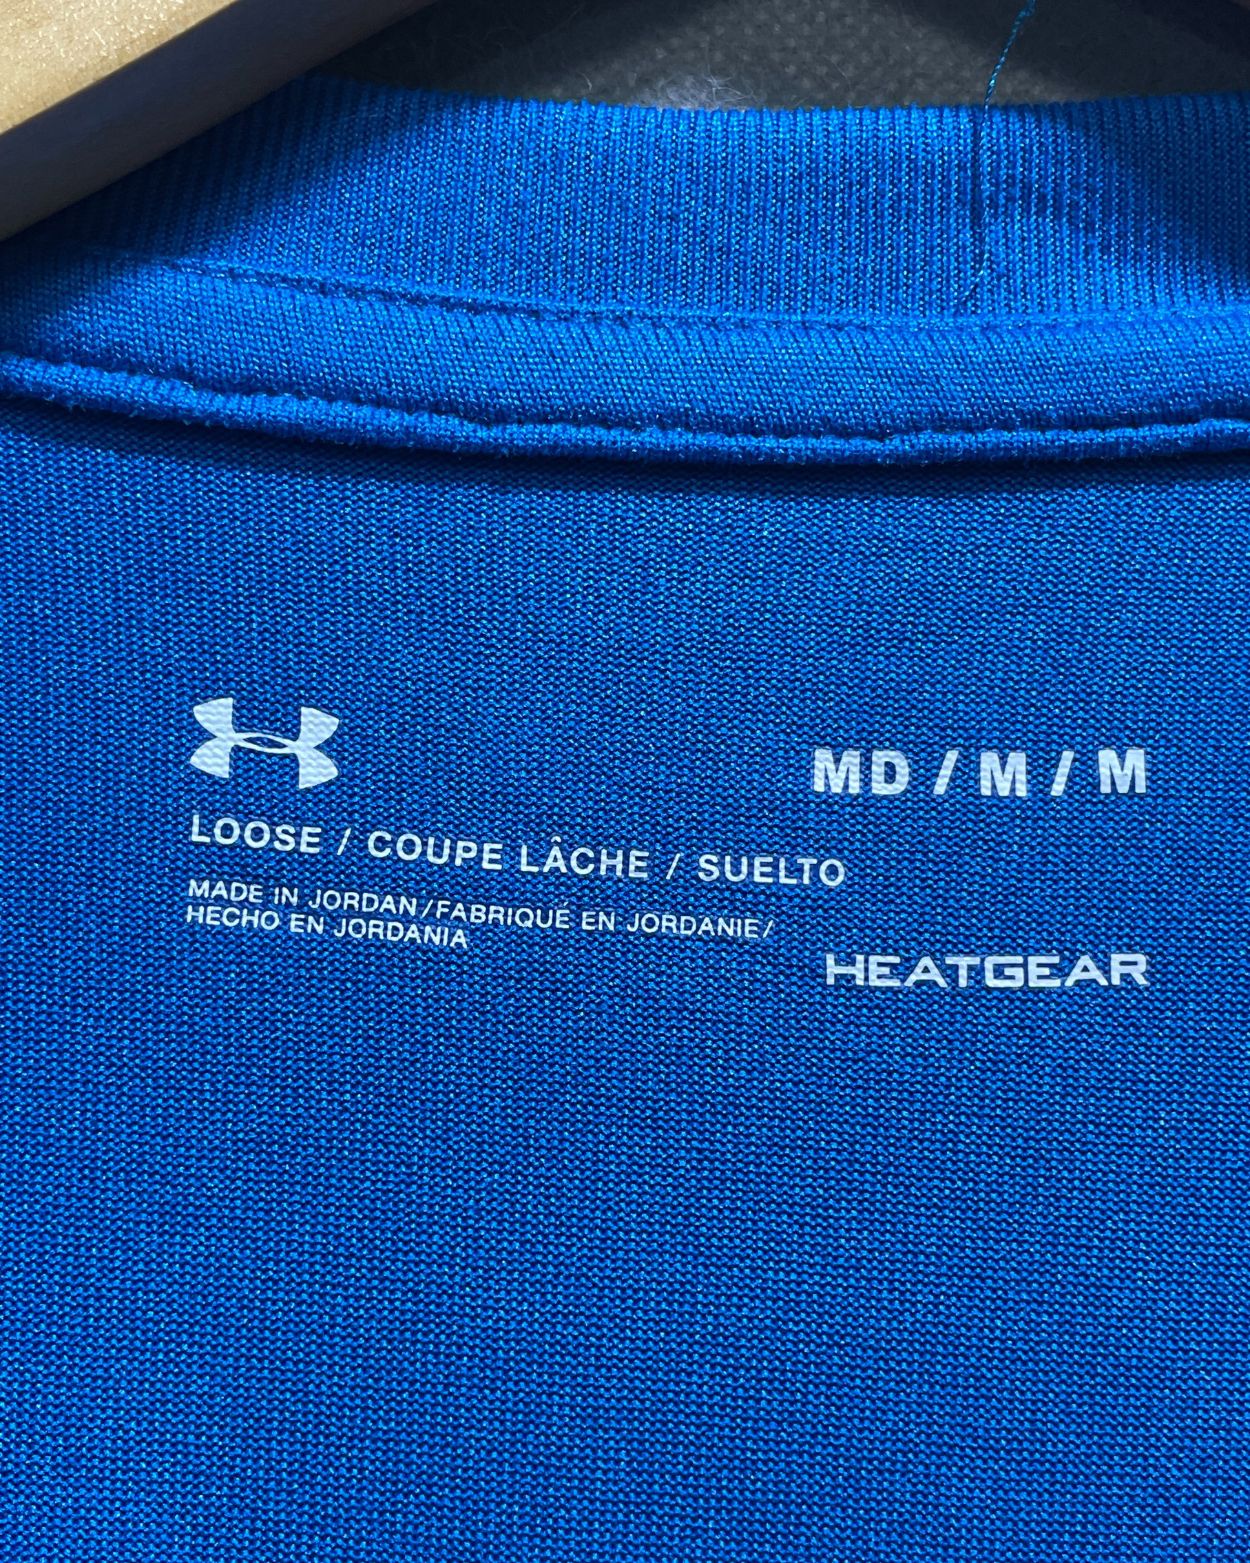 MD / M / M
LOOSE / COUPE LÂCHE / SUELTO
MADE IN JORDAN/FABRIQUÉ EN JORDANIE/
HECHO EN JORDANIA
HEATGEAR